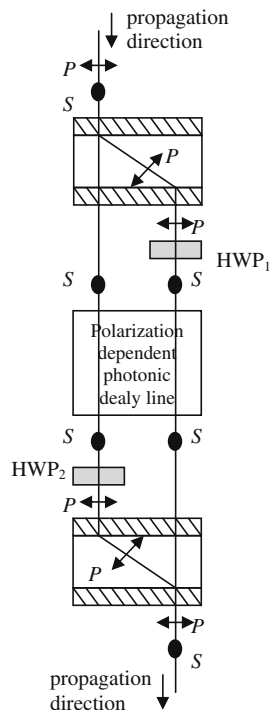 propagation
direction
P
S
P
P
HWP₁
S
S
Polarization
dependent
photonic
dealy line
S
S
HWP₂
P
P
P
S
propagation
direction